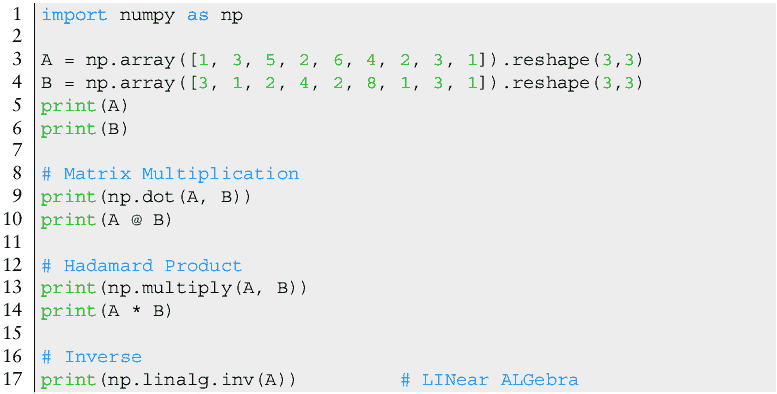 1 import numpy as np
2
3 A = np.array([1, 3, 5, 2, 6, 4, 2, 3, 1]).reshape(3,3)
4 B = np.array([3, 1, 2, 4, 2, 8, 1, 3, 1]).reshape(3,3)
5 print(A)
6 print(B)
7
8 # Matrix Multiplication
9 print(np.dot(A, B))
10 print(A @ B)
11
12 # Hadamard Product
13 print(np.multiply(A, B))
14 print(A * B)
15
16 # Inverse
17 print(np.linalg.inv(A)) # LINear ALGebra